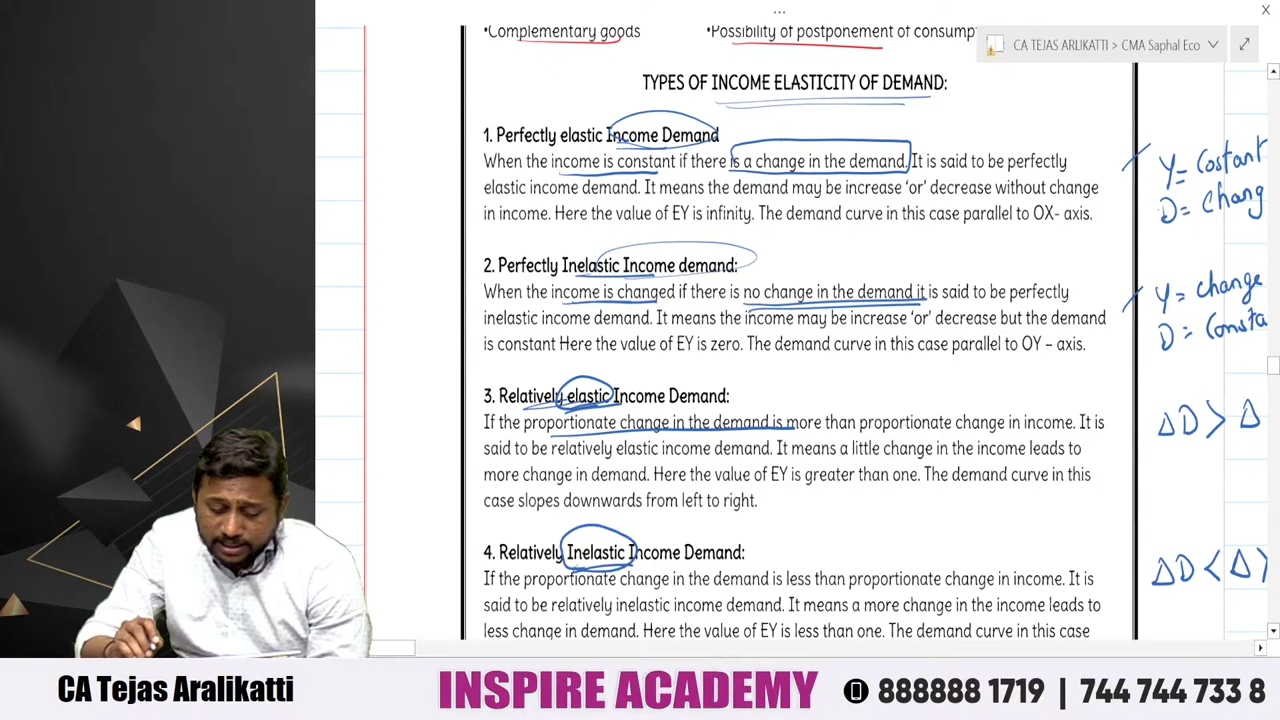 •Complementary goods
•Possibility of postponement of consump
CA TEJAS ARLIKATTI > CMA Saphal Eco
TYPES OF INCOME ELASTICITY OF DEMAND:
1. Perfectly elastic Income Demand
When the income is constant if there is a change in the demand. It is said to be perfectly
elastic income demand. It means the demand may be increase ‘or’ decrease without change
in income. Here the value of EY is infinity. The demand curve in this case parallel to OX- axis.
Y= Costant
D= Chang
2. Perfectly Inelastic Income demand:
When the income is changed if there is no change in the demand it is said to be perfectly
inelastic income demand. It means the income may be increase ‘or’ decrease but the demand
is constant Here the value of EY is zero. The demand curve in this case parallel to OY – axis.
Y= change
D= Consta
3. Relatively elastic Income Demand:
If the proportionate change in the demand is more than proportionate change in income. It is
said to be relatively elastic income demand. It means a little change in the income leads to
more change in demand. Here the value of EY is greater than one. The demand curve in this
case slopes downwards from left to right.
ΔD > Δ
4. Relatively Inelastic Income Demand:
If the proportionate change in the demand is less than proportionate change in income. It is
said to be relatively inelastic income demand. It means a more change in the income leads to
less change in demand. Here the value of EY is less than one. The demand curve in this case
ΔD < Δ
CA Tejas Aralikatti
INSPIRE ACADEMY
888888 1719 | 744 744 733 8